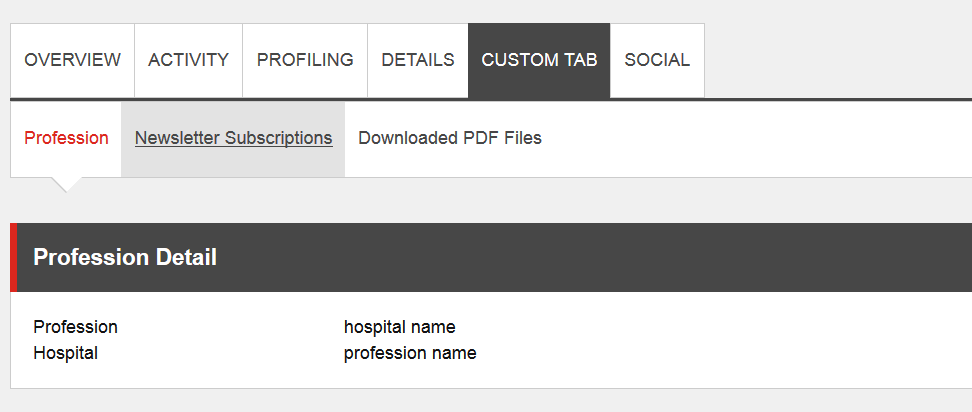 OVERVIEW ACTIVITY PROFILING DETAILS CUSTOM TAB SOCIAL
Profession Newsletter Subscriptions Downloaded PDF Files
Profession Detail
Profession hospital name
Hospital profession name